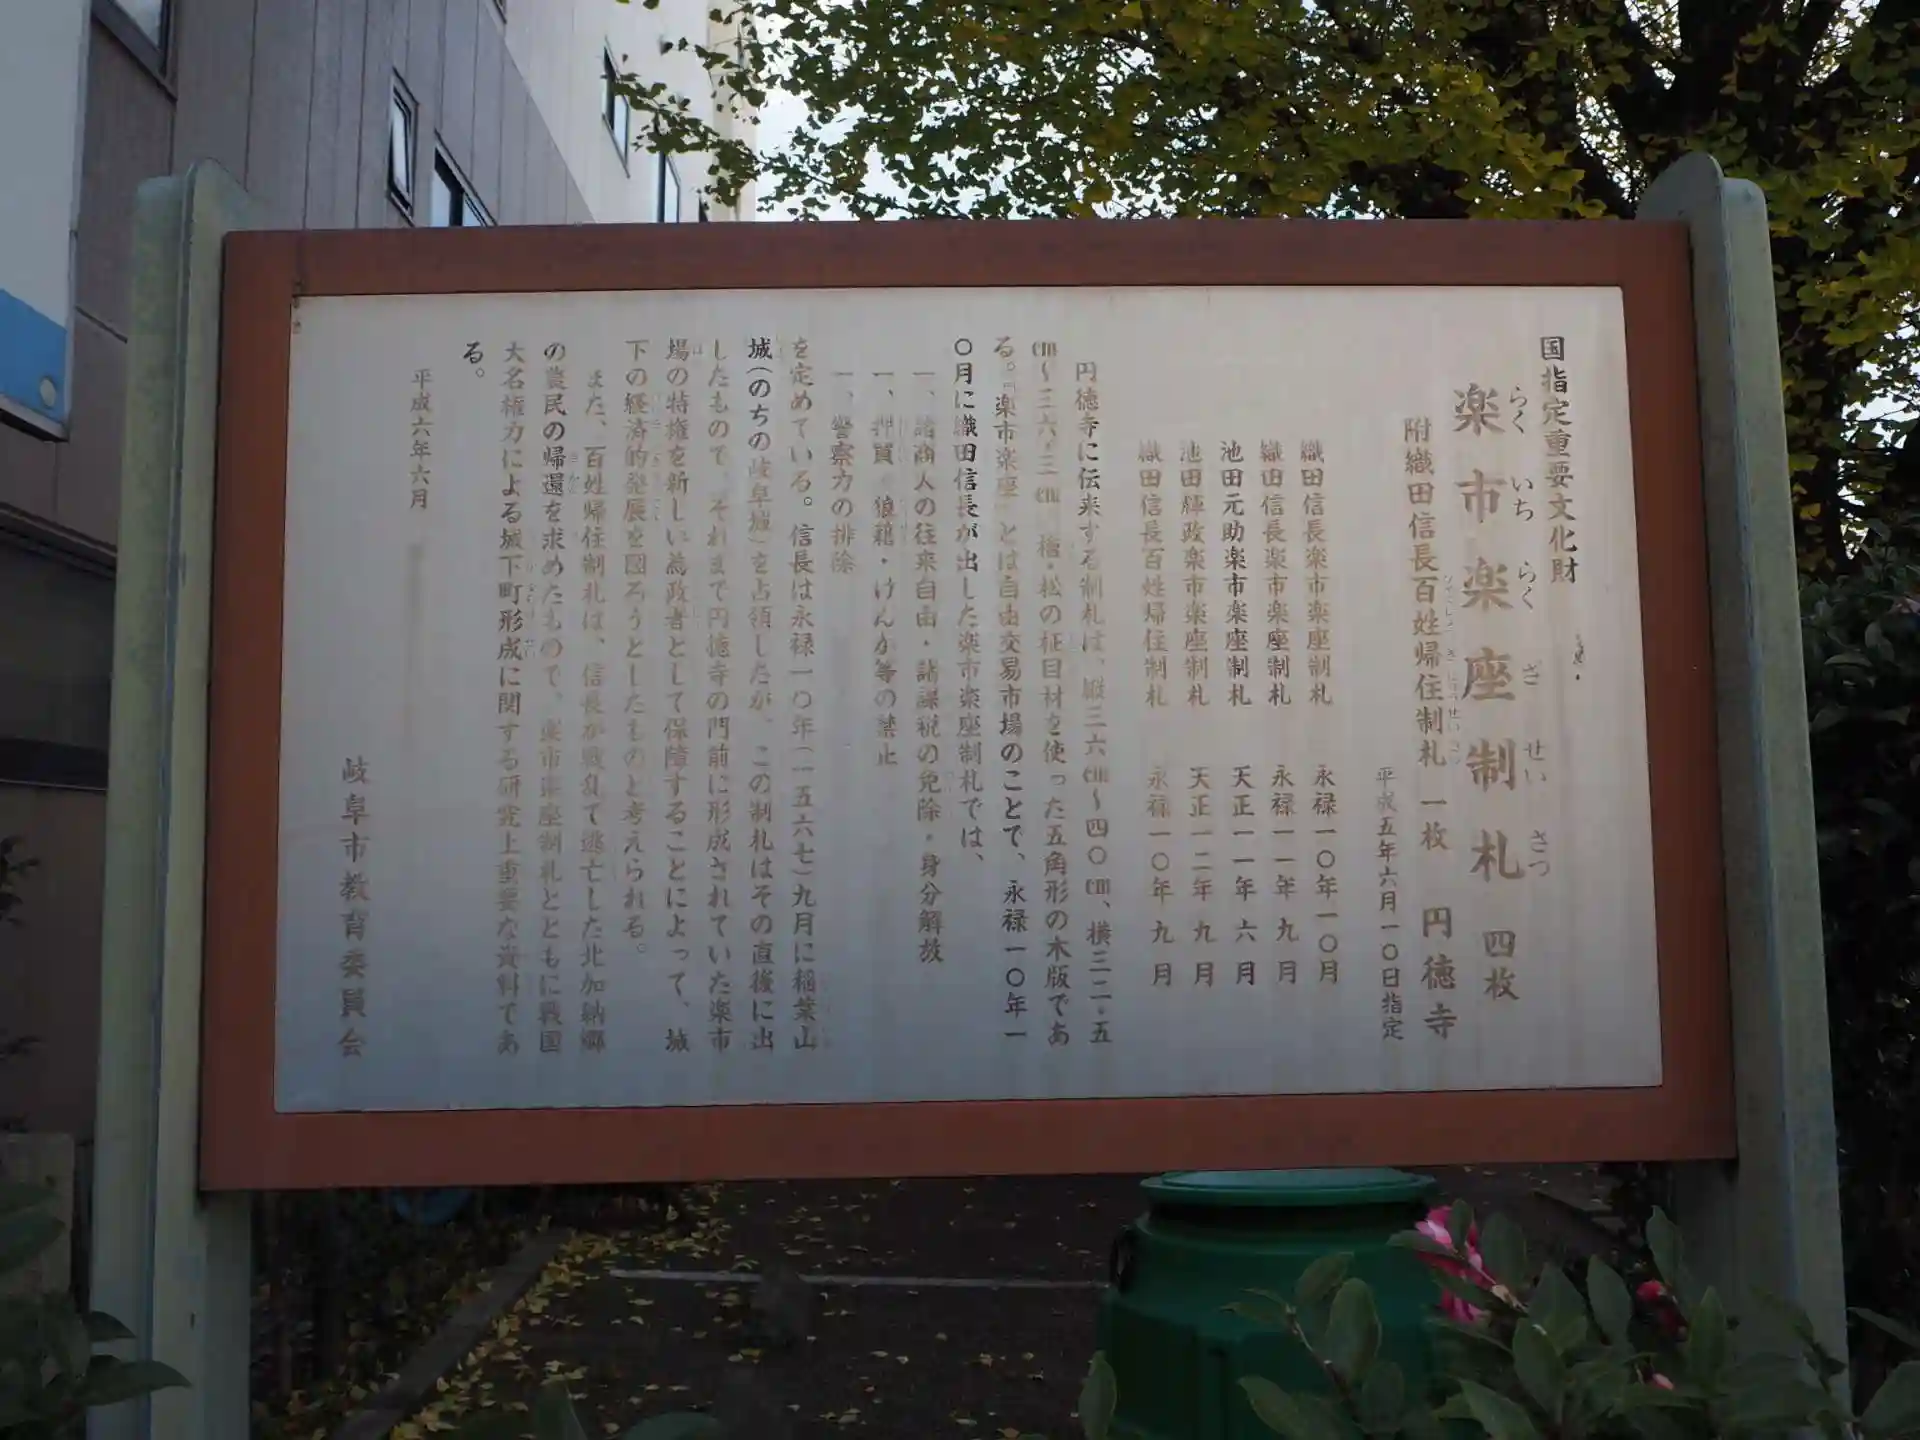 国指定重要文化財
楽市楽座制札 四枚
らくいちらくざせいさつ
附織田信長百姓帰住制札 一枚 円徳寺
平成五年六月一〇日指定
織田信長楽市楽座制札 永禄一〇年一〇月
織田信長楽市楽座制札 永禄一一年九月
池田元助楽市楽座制札 天正一一年六月
池田輝政楽市楽座制札 天正一二年九月
織田信長百姓帰住制札 永禄一〇年九月
円徳寺に伝来する制札は、縦三六cm〜四〇cm、横三二・五
cm〜三六・三cm 檜・松の柾目材を使った五角形の木版であ
る。「楽市楽座」とは自由交易市場のことで、永禄一〇年一
〇月に織田信長が出した楽市楽座制札では、
一、諸商人の往来自由・諸課税の免除・身分解放
一、押買・狼藉・けんか等の禁止
一、警察力の排除
を定めている。信長は永禄一〇年(一五六七)九月に稲葉山
城(のちの岐阜城)を占領したが、この制札はその直後に出
したもので、それまで円徳寺の門前に形成されていた楽市
場の特権を新しい為政者として保障することによって、城
下の経済的発展を図ろうとしたものと考えられる。
また、百姓帰住制札は、信長が戦乱で逃亡した北加納郷
の農民の帰還を求めたもので、楽市楽座制札とともに戦国
大名権力による城下町形成に関する研究上重要な資料であ
る。
平成六年六月
岐阜市教育委員会